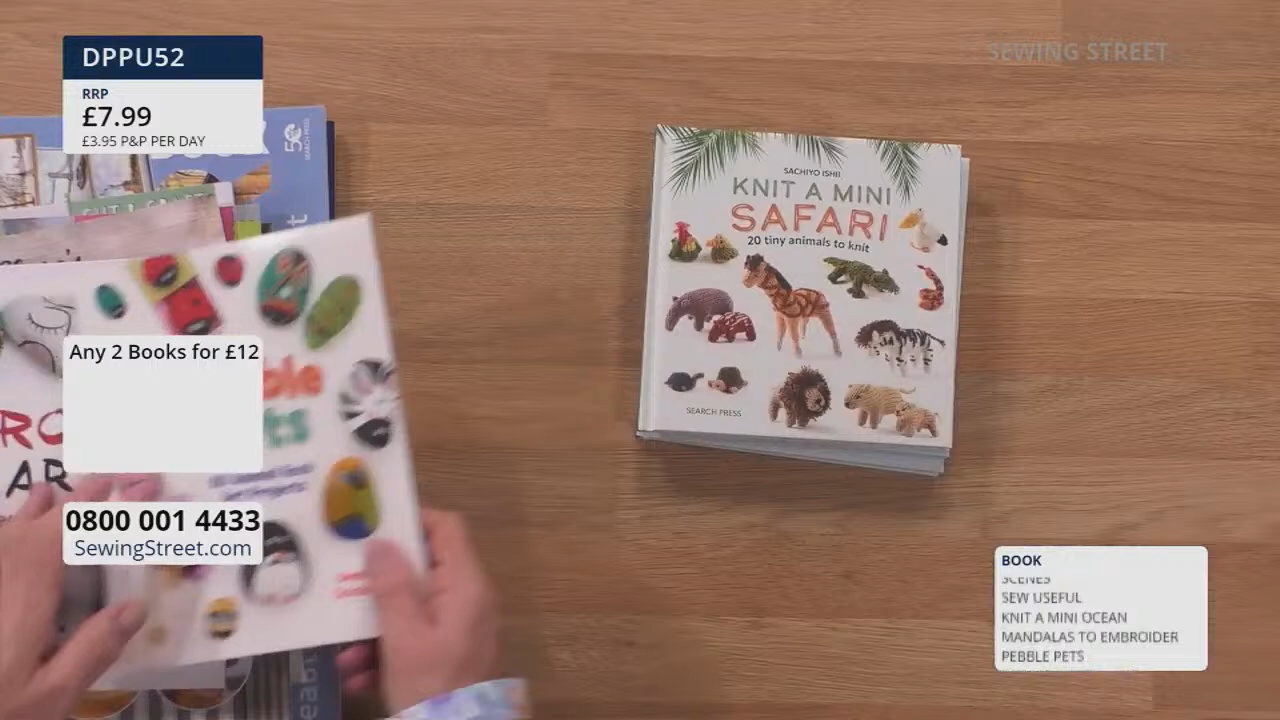 DPPU52
RRP
£7.99
£3.95 P&P PER DAY
SEWING STREET
SEARCH PRESS
SACHIYO ISHII
KNIT A MINI
SAFARI
20 tiny animals to knit
SEARCH PRESS
Any 2 Books for £12
0800 001 4433
SewingStreet.com
BOOK
SCENES
SEW USEFUL
KNIT A MINI OCEAN
MANDALAS TO EMBROIDER
PEBBLE PETS